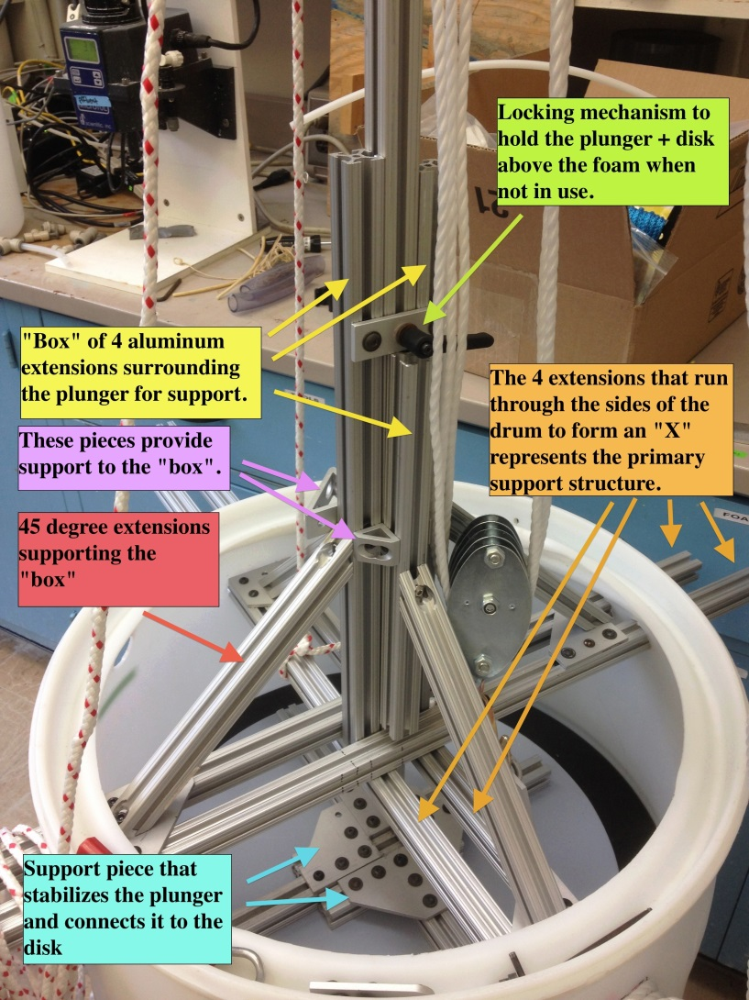 Locking mechanism to
hold the plunger + disk
above the foam when
not in use.
"Box" of 4 aluminum
extensions surrounding
the plunger for support.
The 4 extensions that run
through the sides of the
drum to form an "X"
represents the primary
support structure.
These pieces provide
support to the "box".
45 degree extensions
supporting the
"box"
Support piece that
stabilizes the plunger
and connects it to the
disk
21
FOA